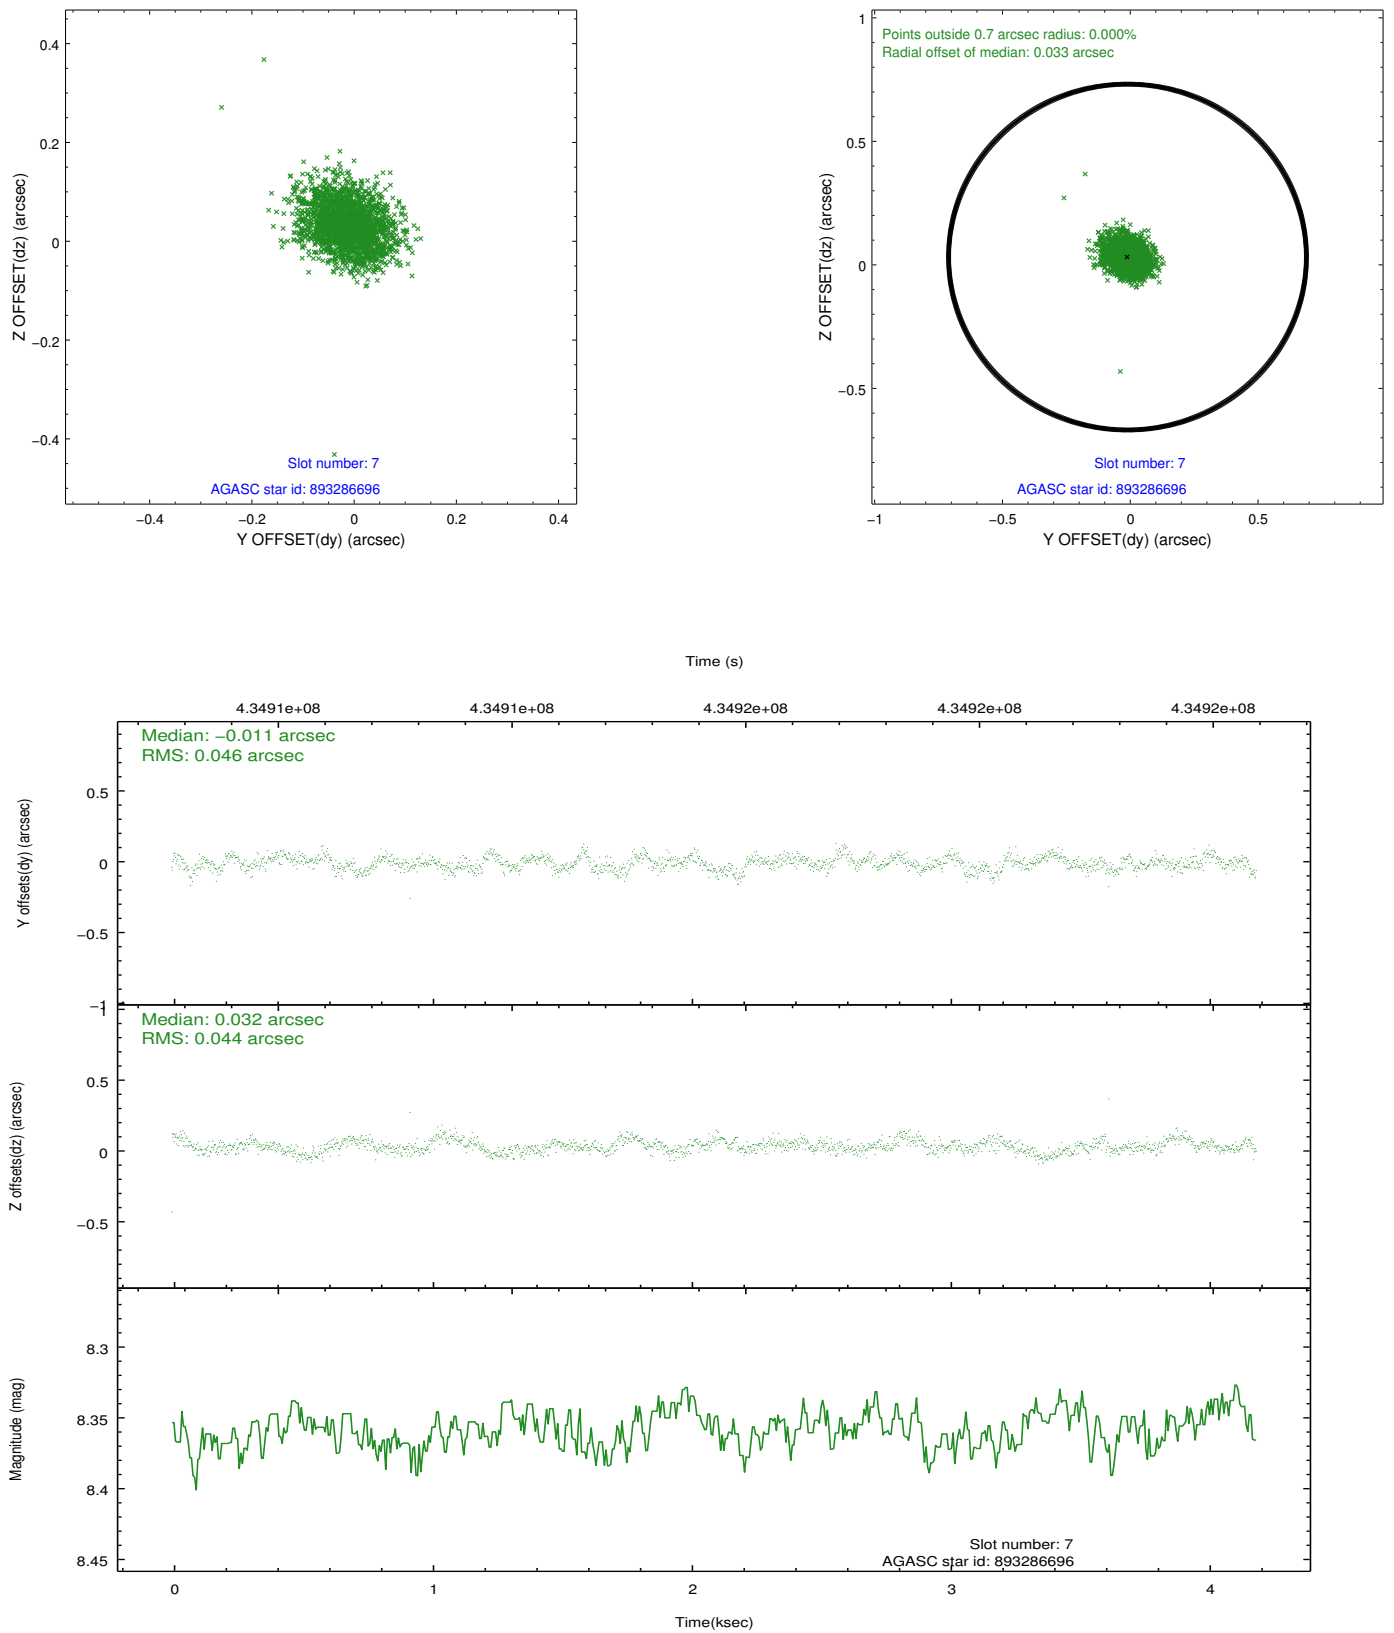 0.4
0.2
0
−0.2
−0.4
Z OFFSET(dz) (arcsec)
Slot number: 7
AGASC star id: 893286696
−0.4
−0.2
0
0.2
0.4
Y OFFSET(dy) (arcsec)
Points outside 0.7 arcsec radius: 0.000%
Radial offset of median: 0.033 arcsec
1
0.5
0
−0.5
Z OFFSET(dz) (arcsec)
Slot number: 7
AGASC star id: 893286696
−1
−0.5
0
0.5
Y OFFSET(dy) (arcsec)
Time (s)
4.3491e+08
4.3491e+08
4.3492e+08
4.3492e+08
4.3492e+08
Median: −0.011 arcsec
RMS: 0.046 arcsec
0.5
0
−0.5
−1
Y offsets(dy) (arcsec)
Median: 0.032 arcsec
RMS: 0.044 arcsec
1
0.5
0
−0.5
Z offsets(dz) (arcsec)
8.3
8.35
8.4
8.45
Magnitude (mag)
Slot number: 7
AGASC star id: 893286696
0
1
2
3
4
Time(ksec)